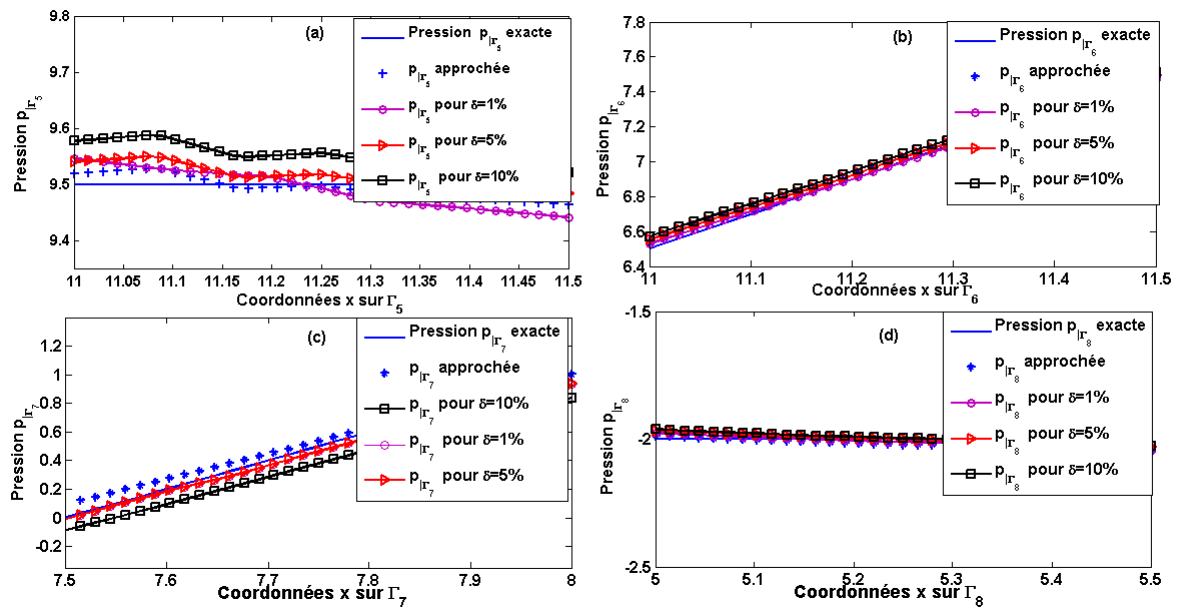 (a)
9.8
9.7
9.6
9.5
9.4
Pression p|Γ5
Pression p|Γ5 exacte
p|Γ5 approchée
p|Γ5 pour δ=1%
p|Γ5 pour δ=5%
p|Γ5 pour δ=10%
11 11.05 11.1 11.15 11.2 11.25 11.3 11.35 11.4 11.45 11.5
Coordonnées x sur Γ5
(b)
7.8
7.6
7.4
7.2
7
6.8
6.6
6.4
Pression p|Γ6
Pression p|Γ6 exacte
p|Γ6 approchée
p|Γ6 pour δ=1%
p|Γ6 pour δ=5%
p|Γ6 pour δ=10%
11 11.1 11.2 11.3 11.4 11.5
Coordonnées x sur Γ6
(c)
1.2
1
0.8
0.6
0.4
0.2
0
-0.2
Pression p|Γ7
Pression p|Γ7 exacte
p|Γ7 approchée
p|Γ7 pour δ=10%
p|Γ7 pour δ=1%
p|Γ7 pour δ=5%
7.5 7.6 7.7 7.8 7.9 8
Coordonnées x sur Γ7
(d)
-1.5
-2
-2.5
Pression p|Γ8
Pression p|Γ8 exacte
p|Γ8 approchée
p|Γ8 pour δ=1%
p|Γ8 pour δ=5%
p|Γ8 pour δ=10%
5 5.1 5.2 5.3 5.4 5.5
Coordonnées x sur Γ8